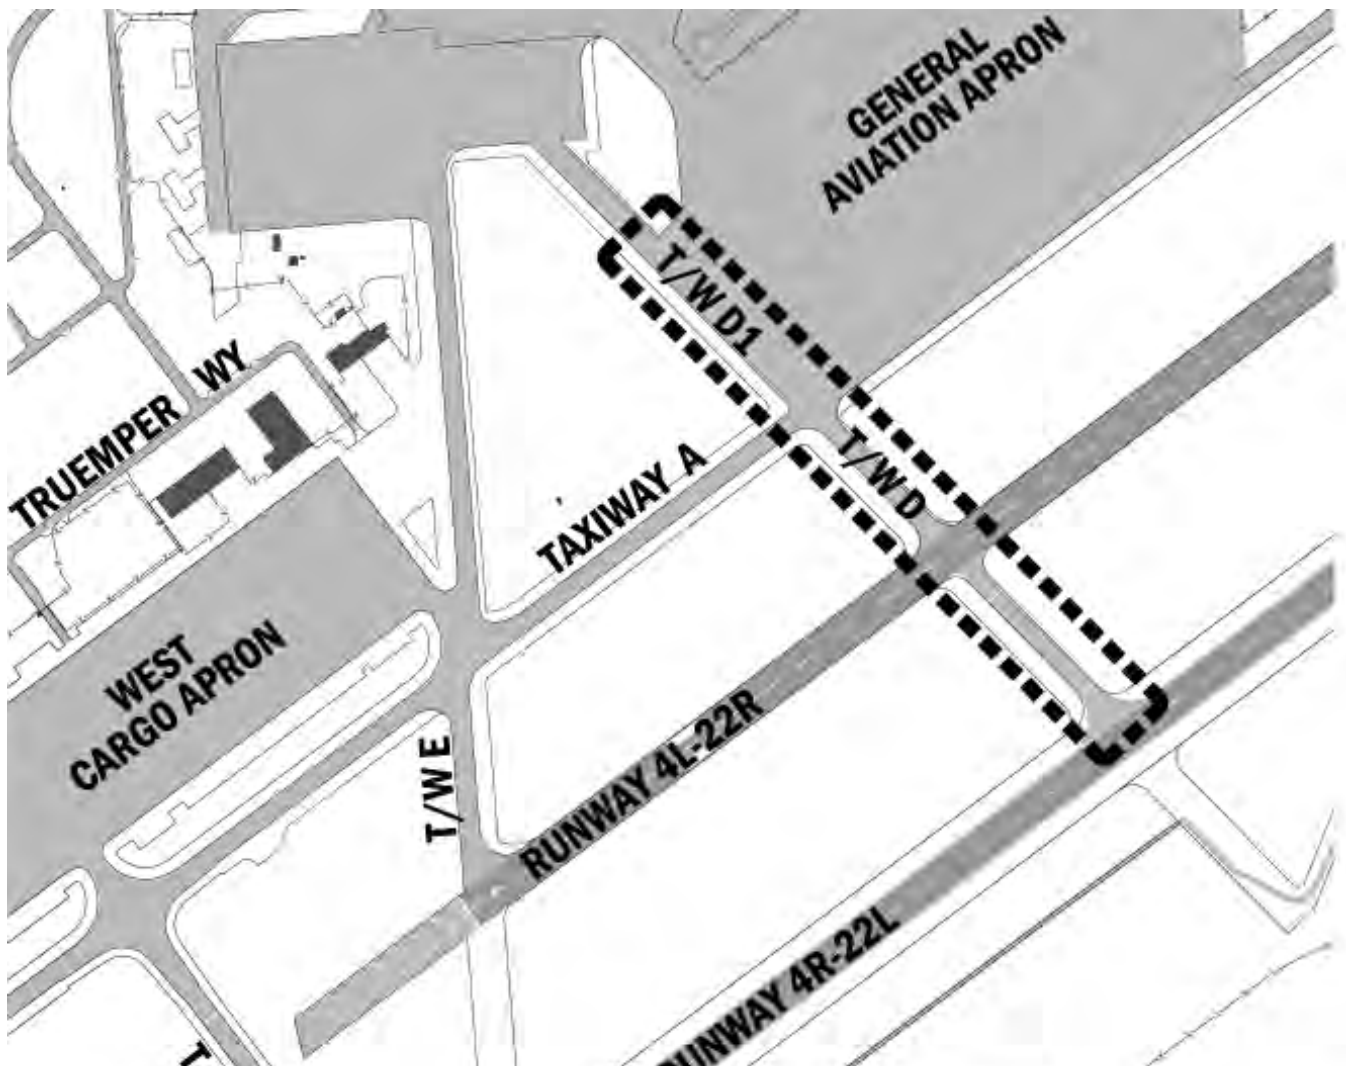 GENERAL
AVIATION APRON
T/W D1
TRUEMPER WY
T/W D
TAXIWAY A
WEST
CARGO APRON
T/W E
RUNWAY 4L-22R
RUNWAY 4R-22L
T